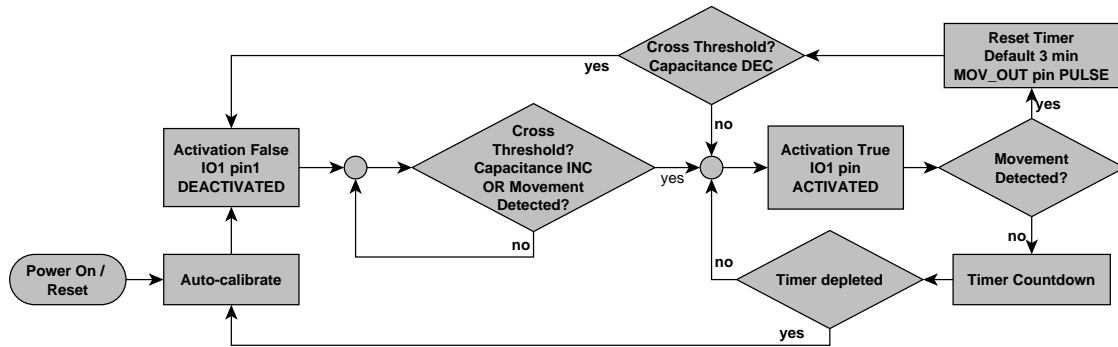 Cross Threshold?
Capacitance DEC
yes
no
Reset Timer
Default 3 min
MOV_OUT pin PULSE
yes
Activation False
IO1 pin1
DEACTIVATED
Cross
Threshold?
Capacitance INC
OR Movement
Detected?
yes
no
Activation True
IO1 pin
ACTIVATED
Movement
Detected?
no
Power On /
Reset
Auto-calibrate
no
Timer depleted
yes
Timer Countdown